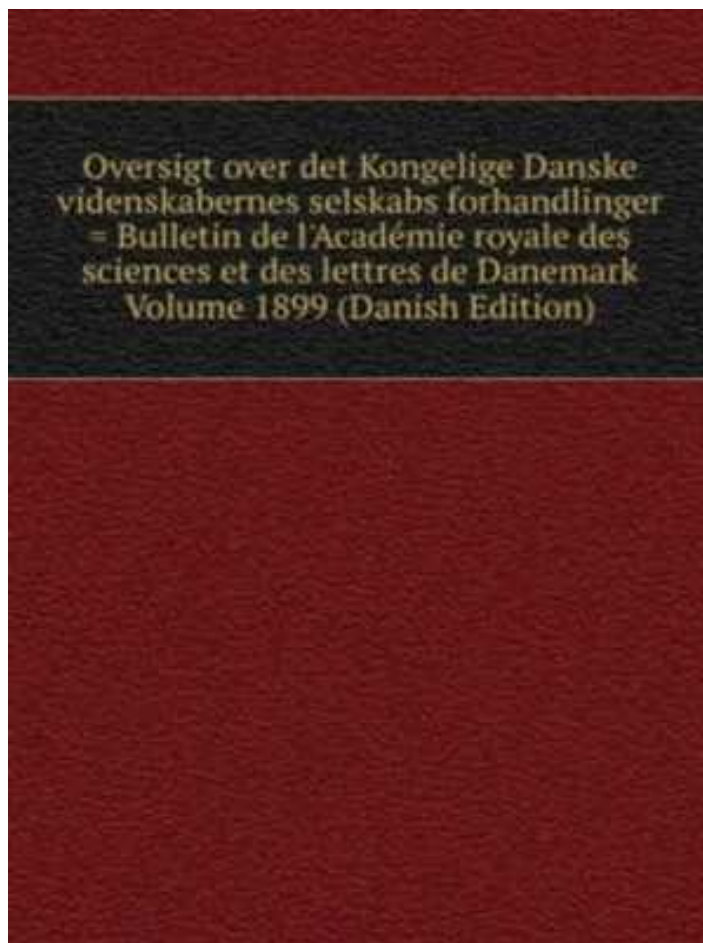 Oversigt over det Kongelige Danske
videnskabernes selskabs forhandlinger
= Bulletin de l'Académie royale des
sciences et des lettres de Danemark
Volume 1899 (Danish Edition)